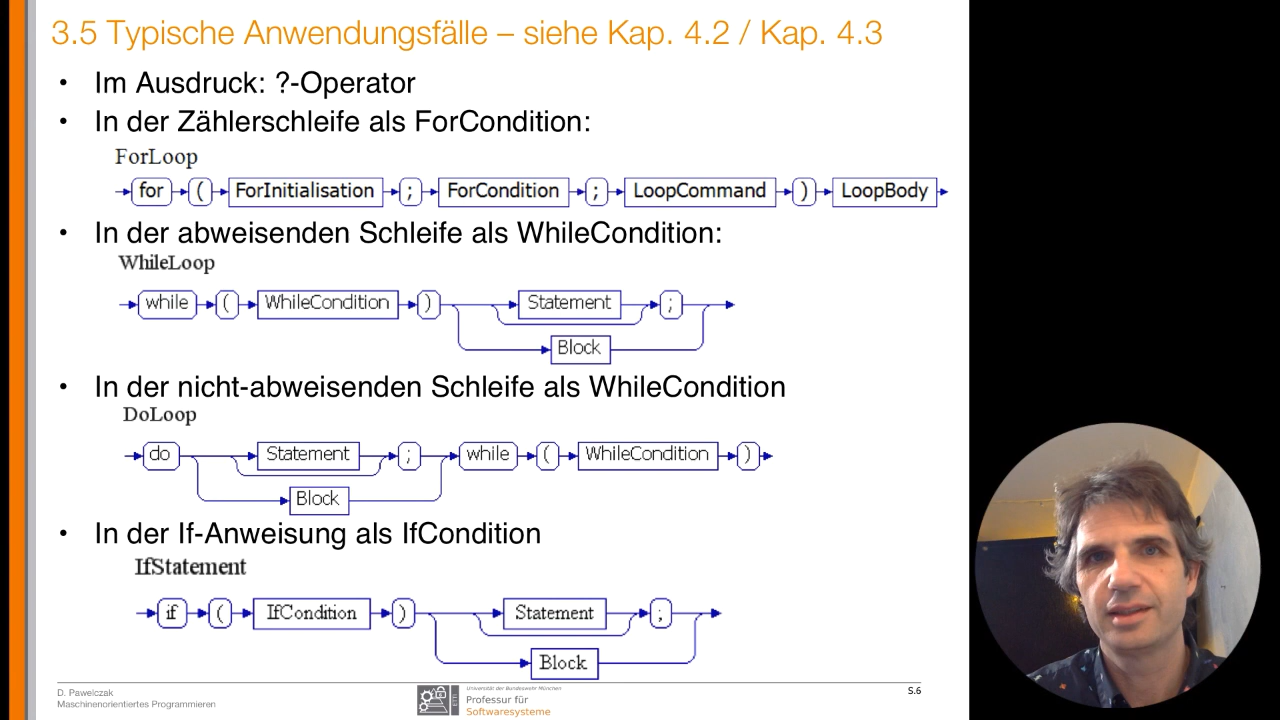 3.5 Typische Anwendungsfälle – siehe Kap. 4.2 / Kap. 4.3
• Im Ausdruck: ?-Operator
• In der Zählerschleife als ForCondition:
ForLoop
for ( ForInitialisation ; ForCondition ; LoopCommand ) LoopBody
• In der abweisenden Schleife als WhileCondition:
WhileLoop
while ( WhileCondition ) Statement ;
Block
• In der nicht-abweisenden Schleife als WhileCondition
DoLoop
do Statement ; while ( WhileCondition )
Block
• In der If-Anweisung als IfCondition
IfStatement
if ( IfCondition ) Statement ;
Block
D. Pawelczak
Maschinenorientiertes Programmieren
Universität der Bundeswehr München
Professur für
Softwaresysteme
S.6